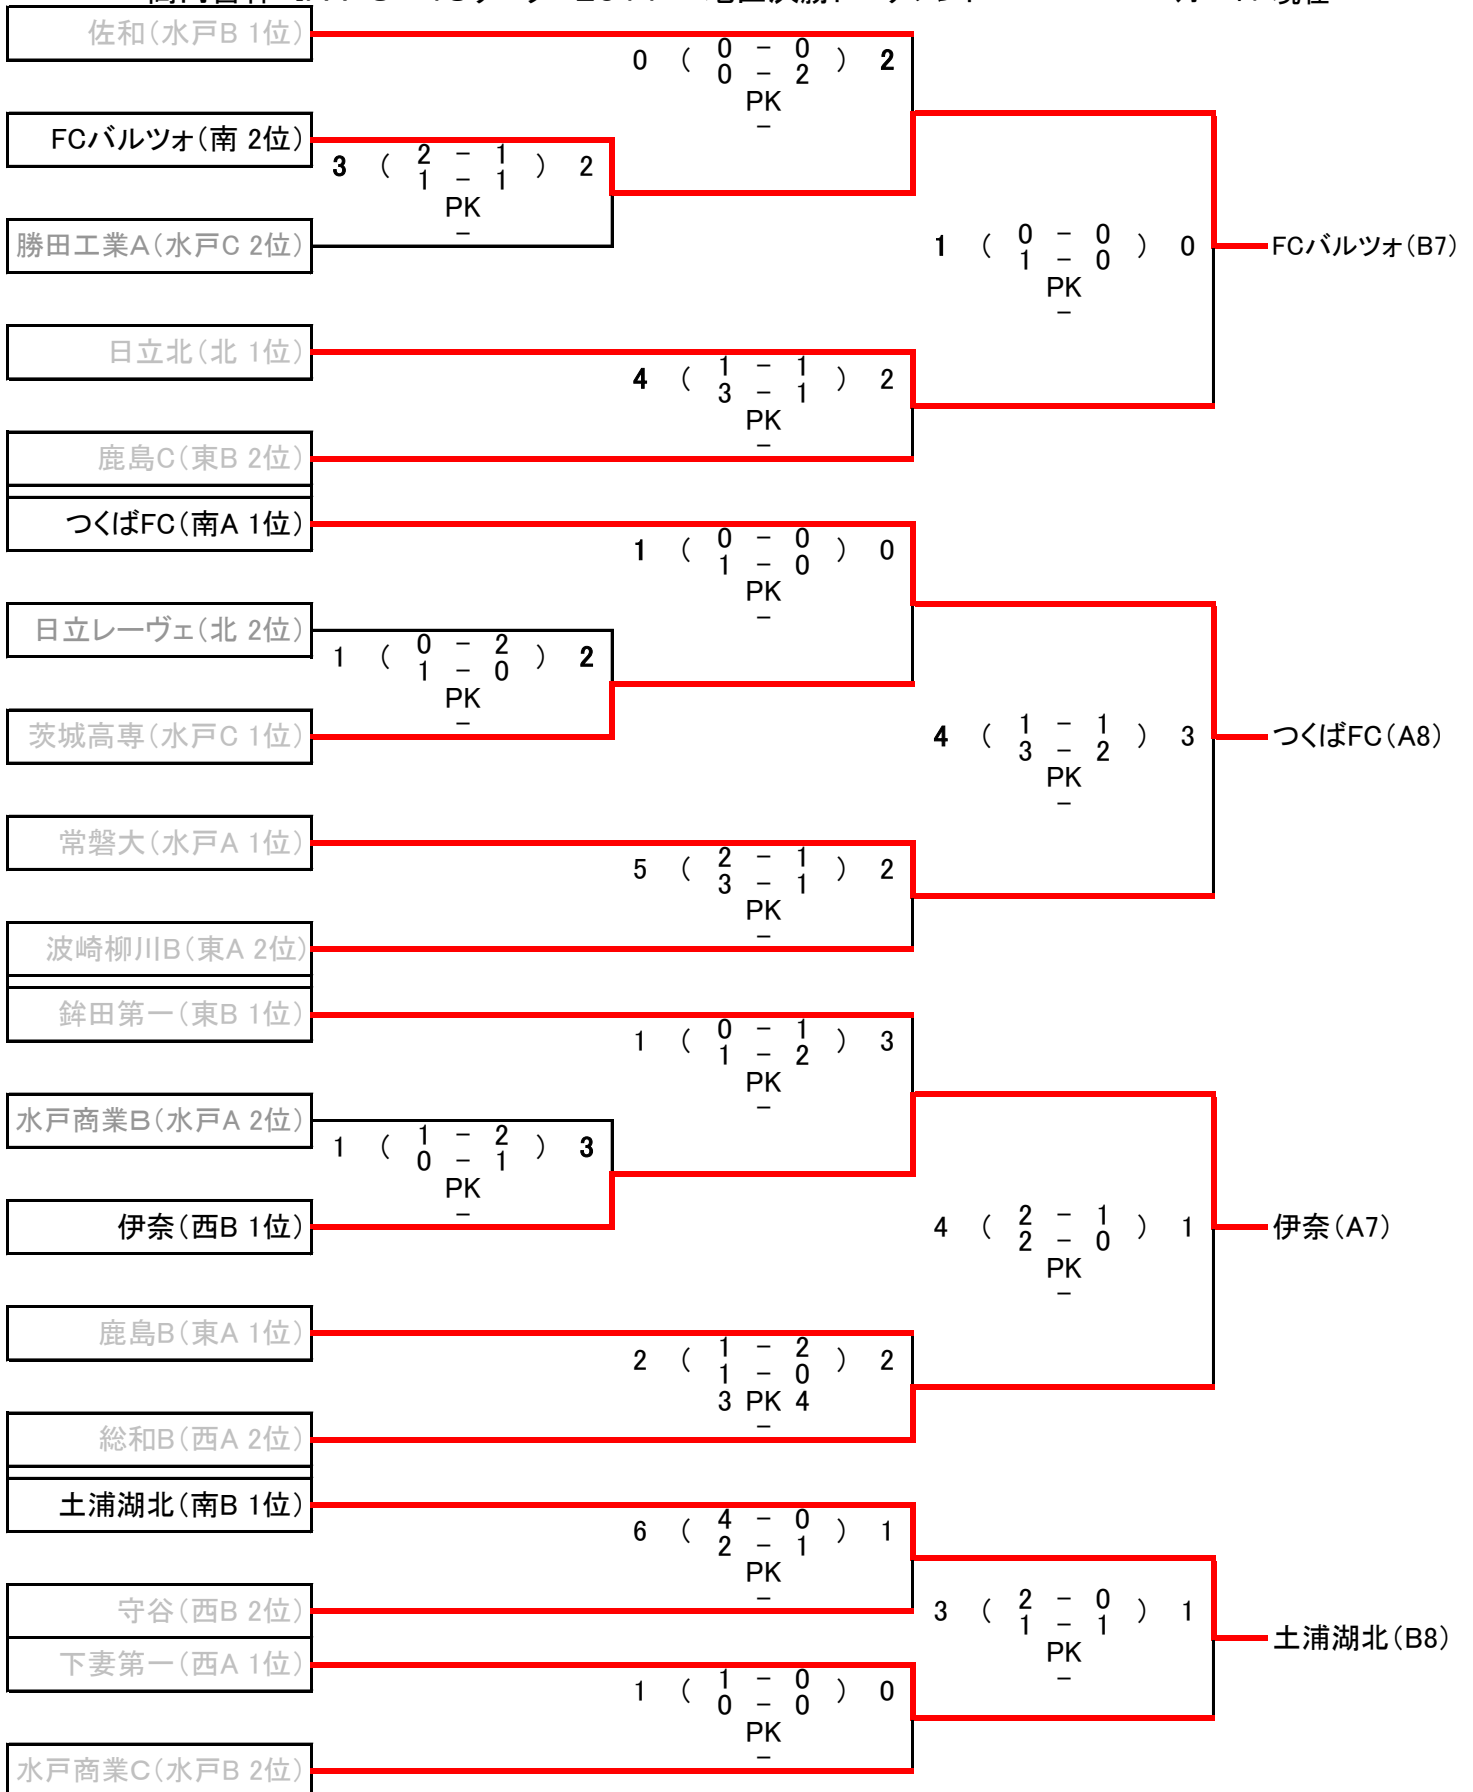 佐和(水戸B 1位)
0 ( 0 - 0 ) 2
0 - 2
PK
-
FCバルツォ(南 2位)
3 ( 2 - 1 ) 2
1 - 1
PK
-
勝田工業A(水戸C 2位)
1 ( 0 - 0 ) 0
1 - 0
PK
-
FCバルツォ(B7)
日立北(北 1位)
4 ( 1 - 1 ) 2
3 - 1
PK
-
鹿島C(東B 2位)
つくばFC(南A 1位)
1 ( 0 - 0 ) 0
1 - 0
PK
-
日立レーヴェ(北 2位)
1 ( 0 - 2 ) 2
1 - 0
PK
-
茨城高専(水戸C 1位)
4 ( 1 - 1 ) 3
3 - 2
PK
-
つくばFC(A8)
常磐大(水戸A 1位)
5 ( 2 - 1 ) 2
3 - 1
PK
-
波崎柳川B(東A 2位)
鉾田第一(東B 1位)
1 ( 0 - 1 ) 3
1 - 2
PK
-
水戸商業B(水戸A 2位)
1 ( 1 - 2 ) 3
0 - 1
PK
-
伊奈(西B 1位)
4 ( 2 - 1 ) 1
2 - 0
PK
-
伊奈(A7)
鹿島B(東A 1位)
2 ( 1 - 2 ) 2
1 - 0
3 PK 4
-
総和B(西A 2位)
土浦湖北(南B 1位)
6 ( 4 - 0 ) 1
2 - 1
PK
-
守谷(西B 2位)
3 ( 2 - 0 ) 1
1 - 1
PK
-
土浦湖北(B8)
下妻第一(西A 1位)
1 ( 1 - 0 ) 0
0 - 0
PK
-
水戸商業C(水戸B 2位)